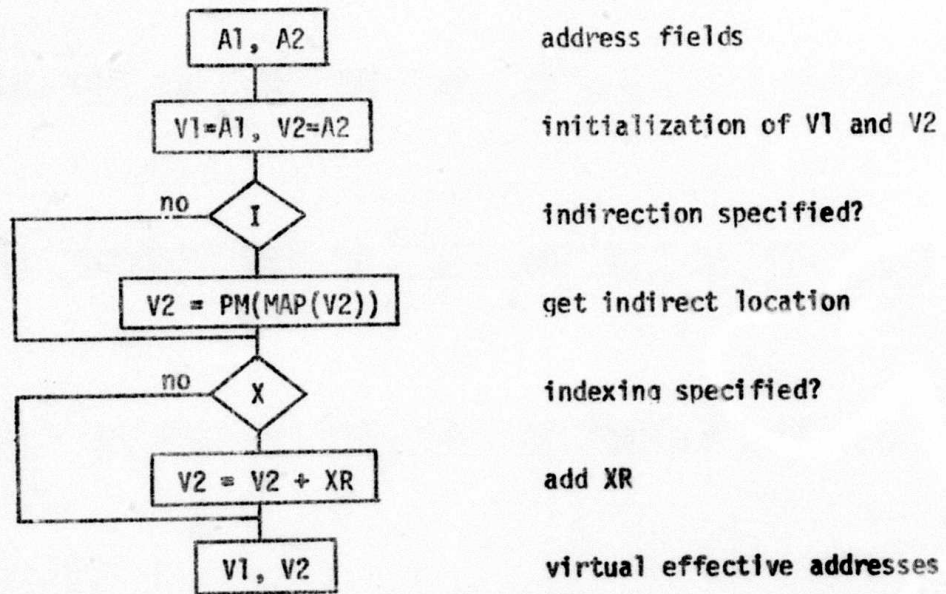 A1, A2 address fields
V1=A1, V2=A2 initialization of V1 and V2
no
I indirection specified?
V2 = PM(MAP(V2)) get indirect location
no
X indexing specified?
V2 = V2 + XR add XR
V1, V2 virtual effective addresses